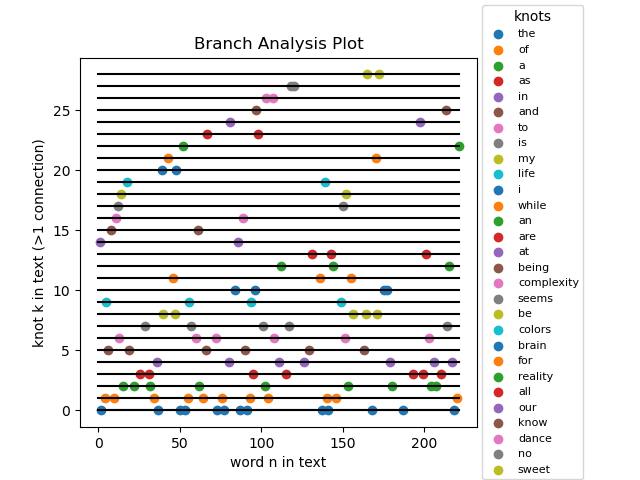 Branch Analysis Plot
knot k in text (>1 connection)
25
20
15
10
5
0
0 50 100 150 200
word n in text
knots
the
of
a
as
in
and
to
is
my
life
i
while
an
are
at
being
complexity
seems
be
colors
brain
for
reality
all
our
know
dance
no
sweet